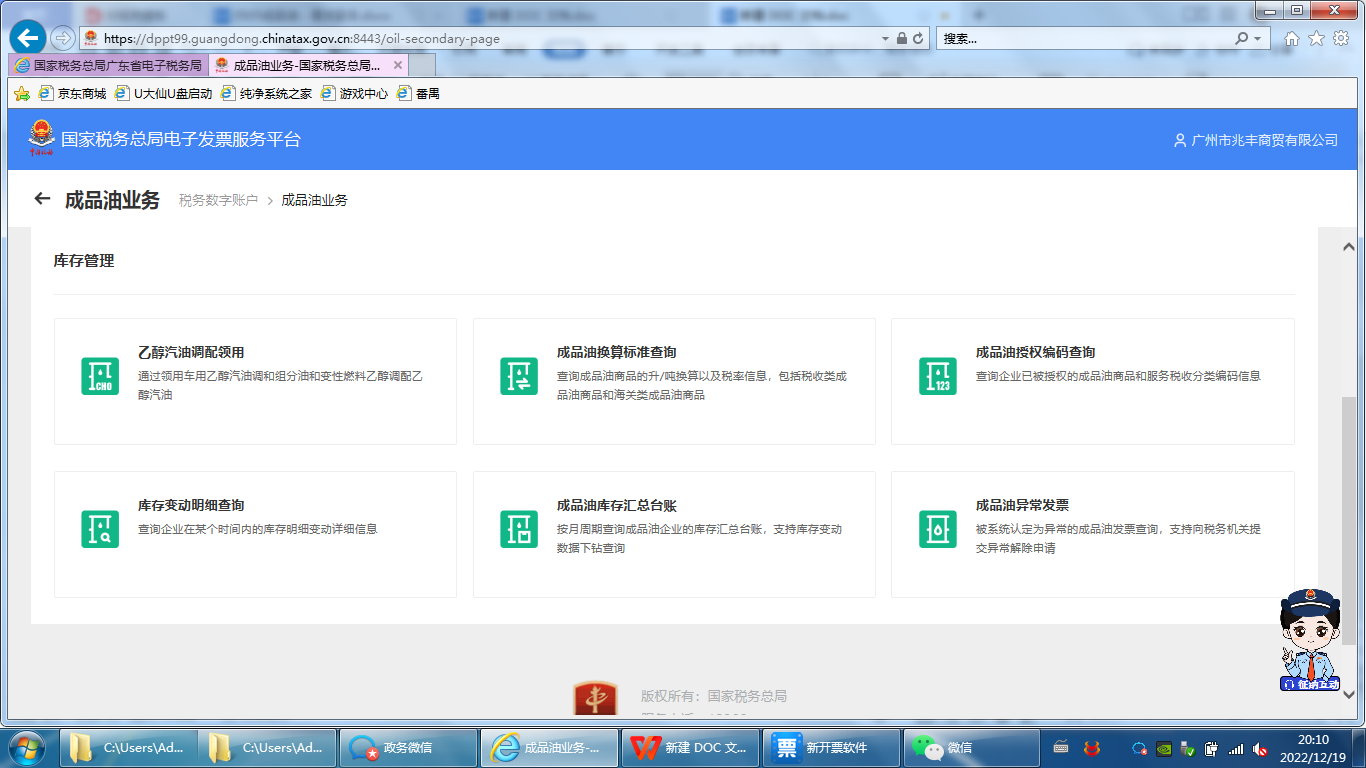 https://dppt99.guangdong.chinatax.gov.cn:8443/oil-secondary-page
搜索...
国家税务总局广东省电子税务局
成品油业务-国家税务总局...
京东商城
U大仙U盘启动
纯净系统之家
游戏中心
番禺
国家税务总局电子发票服务平台
广州市兆丰商贸有限公司
成品油业务 税务数字账户 > 成品油业务
库存管理
乙醇汽油调配领用
通过领用车用乙醇汽油调和组分油和变性燃料乙醇调配乙
醇汽油
CHO
成品油换算标准查询
查询成品油商品的升/吨换算以及税率信息，包括税收类成
品油商品和海关类成品油商品
成品油授权编码查询
查询企业已被授权的成品油商品和服务税收分类编码信息
123
库存变动明细查询
查询企业在某个时间内的库存明细变动详细信息
成品油库存汇总台账
按月周期查询成品油企业的库存汇总台账，支持库存变动
数据下钻查询
成品油异常发票
被系统认定为异常的成品油发票查询，支持向税务机关提
交异常解除申请
征纳互动
版权所有：国家税务总局
C:\Users\Ad...
C:\Users\Ad...
政务微信
成品油业务-...
新建 DOC 文...
票
新开票软件
微信
20:10
2022/12/19